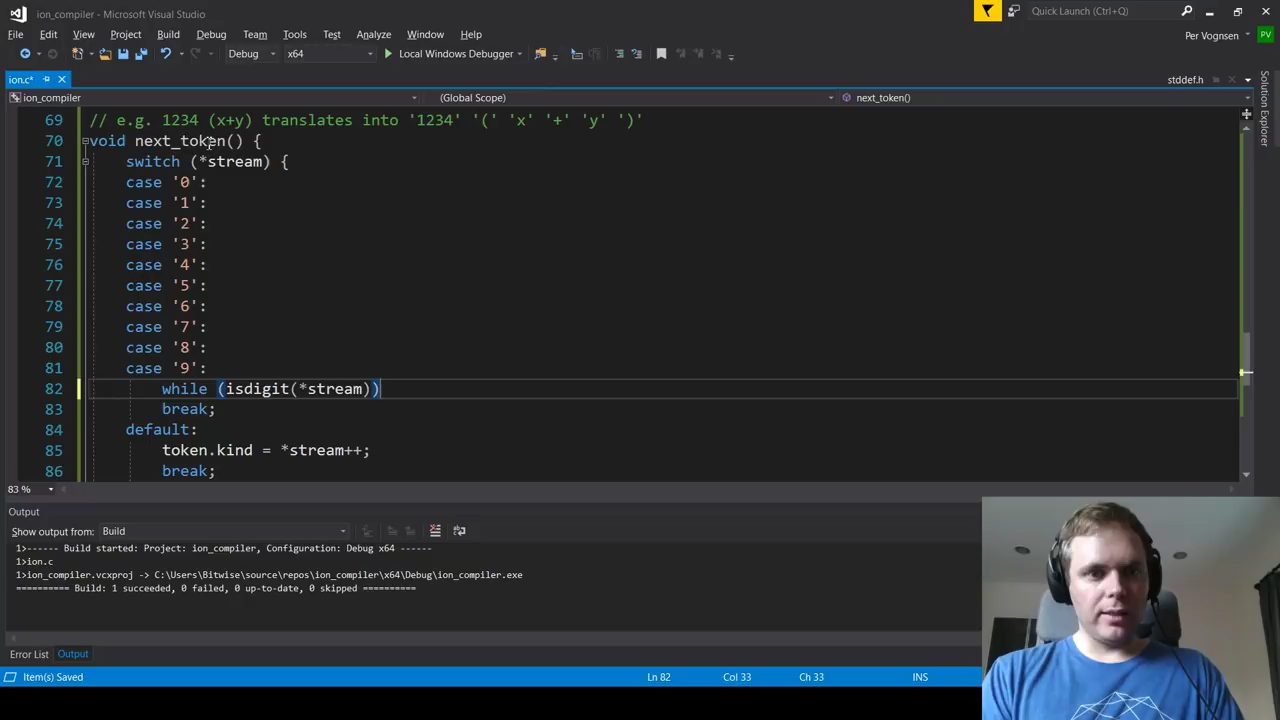 ion_compiler - Microsoft Visual Studio
Quick Launch (Ctrl+Q)
File Edit View Project Build Debug Team Tools Test Analyze Window Help
Per Vognsen PV
Debug x64 Local Windows Debugger
ion.c* stddef.h
ion_compiler (Global Scope) next_token()
69 // e.g. 1234 (x+y) translates into '1234' '(' 'x' '+' 'y' ')'
70 void next_token() {
71 switch (*stream) {
72 case '0':
73 case '1':
74 case '2':
75 case '3':
76 case '4':
77 case '5':
78 case '6':
79 case '7':
80 case '8':
81 case '9':
82 while (isdigit(*stream))
83 break;
84 default:
85 token.kind = *stream++;
86 break;
Solution Explorer
83 %
Output
Show output from: Build
1>------ Build started: Project: ion_compiler, Configuration: Debug x64 ------
1>ion.c
1>ion_compiler.vcxproj -> C:\Users\Bitwise\source\repos\ion_compiler\x64\Debug\ion_compiler.exe
========== Build: 1 succeeded, 0 failed, 0 up-to-date, 0 skipped ==========
Error List Output
Item(s) Saved Ln 82 Col 33 Ch 33 INS